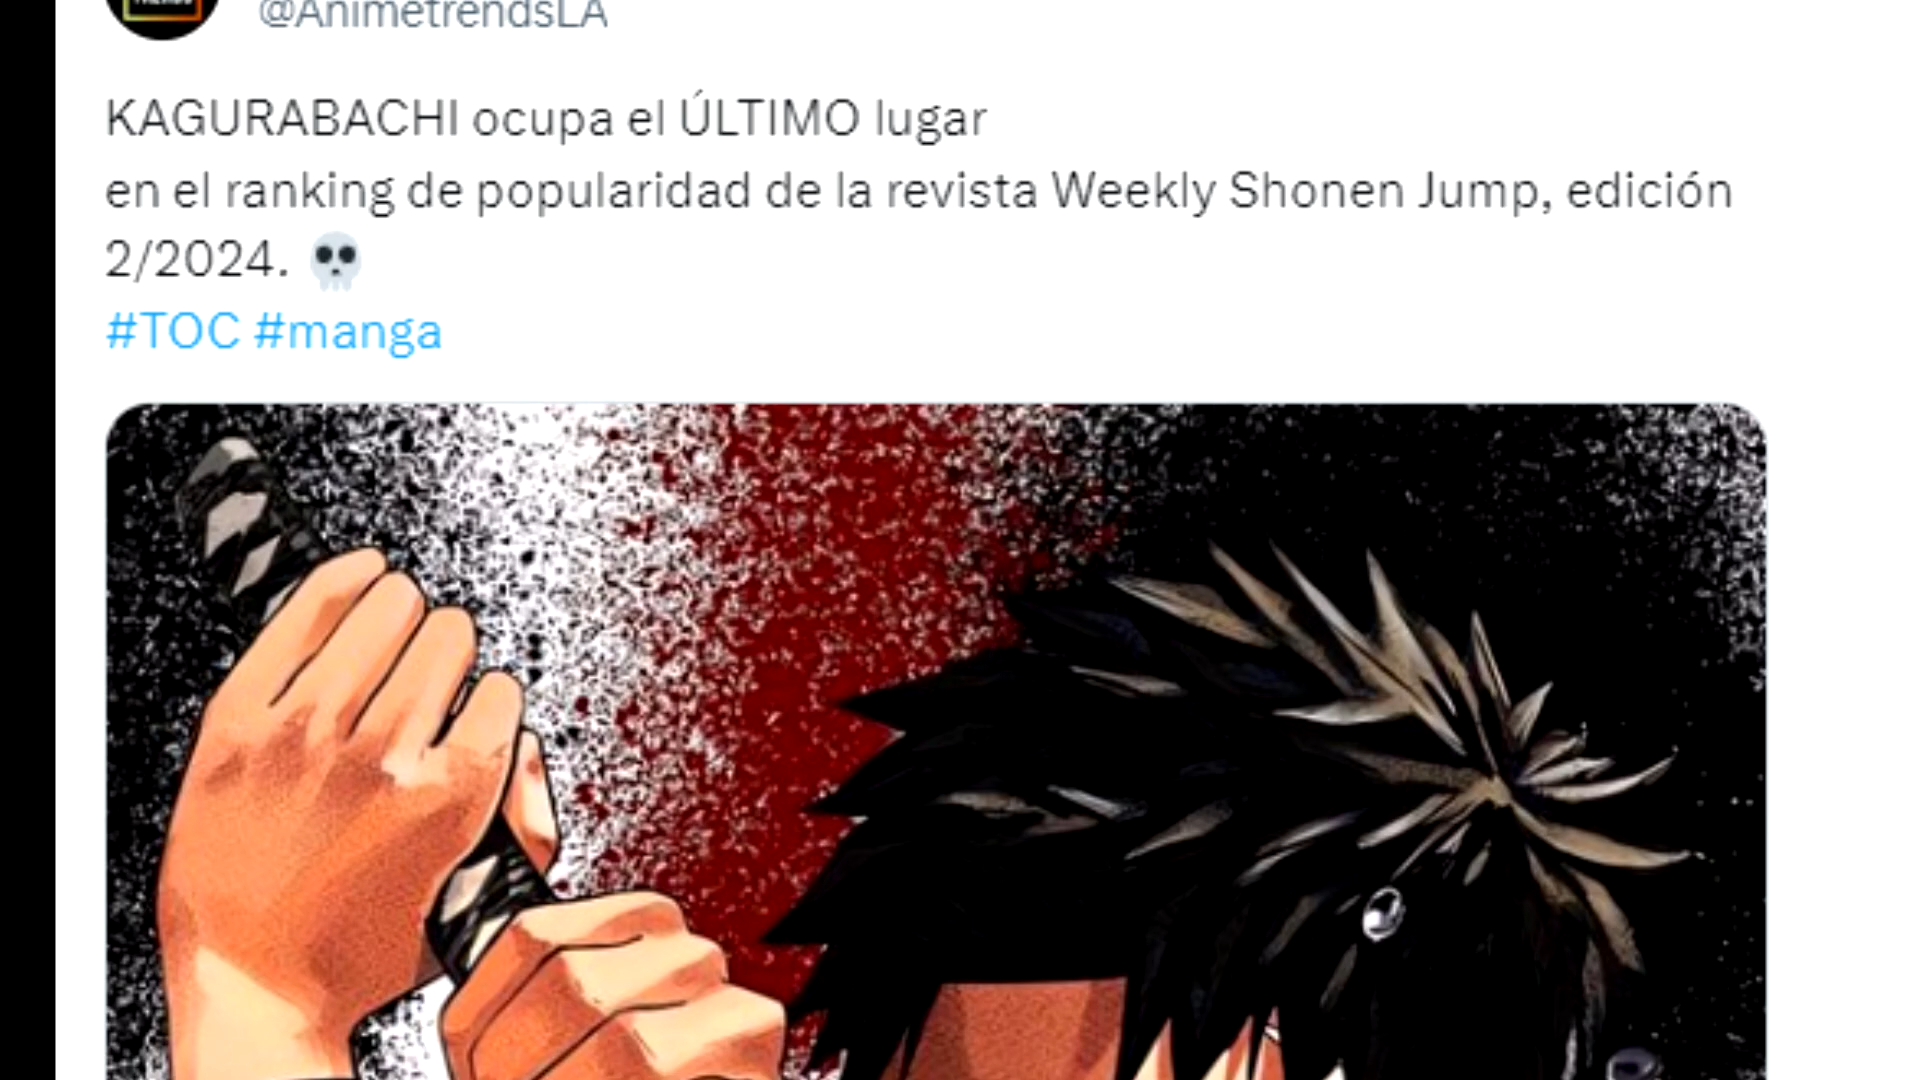 @AnimetrendsLA
KAGURABACHI ocupa el ÚLTIMO lugar
en el ranking de popularidad de la revista Weekly Shonen Jump, edición
2/2024. 💀
#TOC #manga